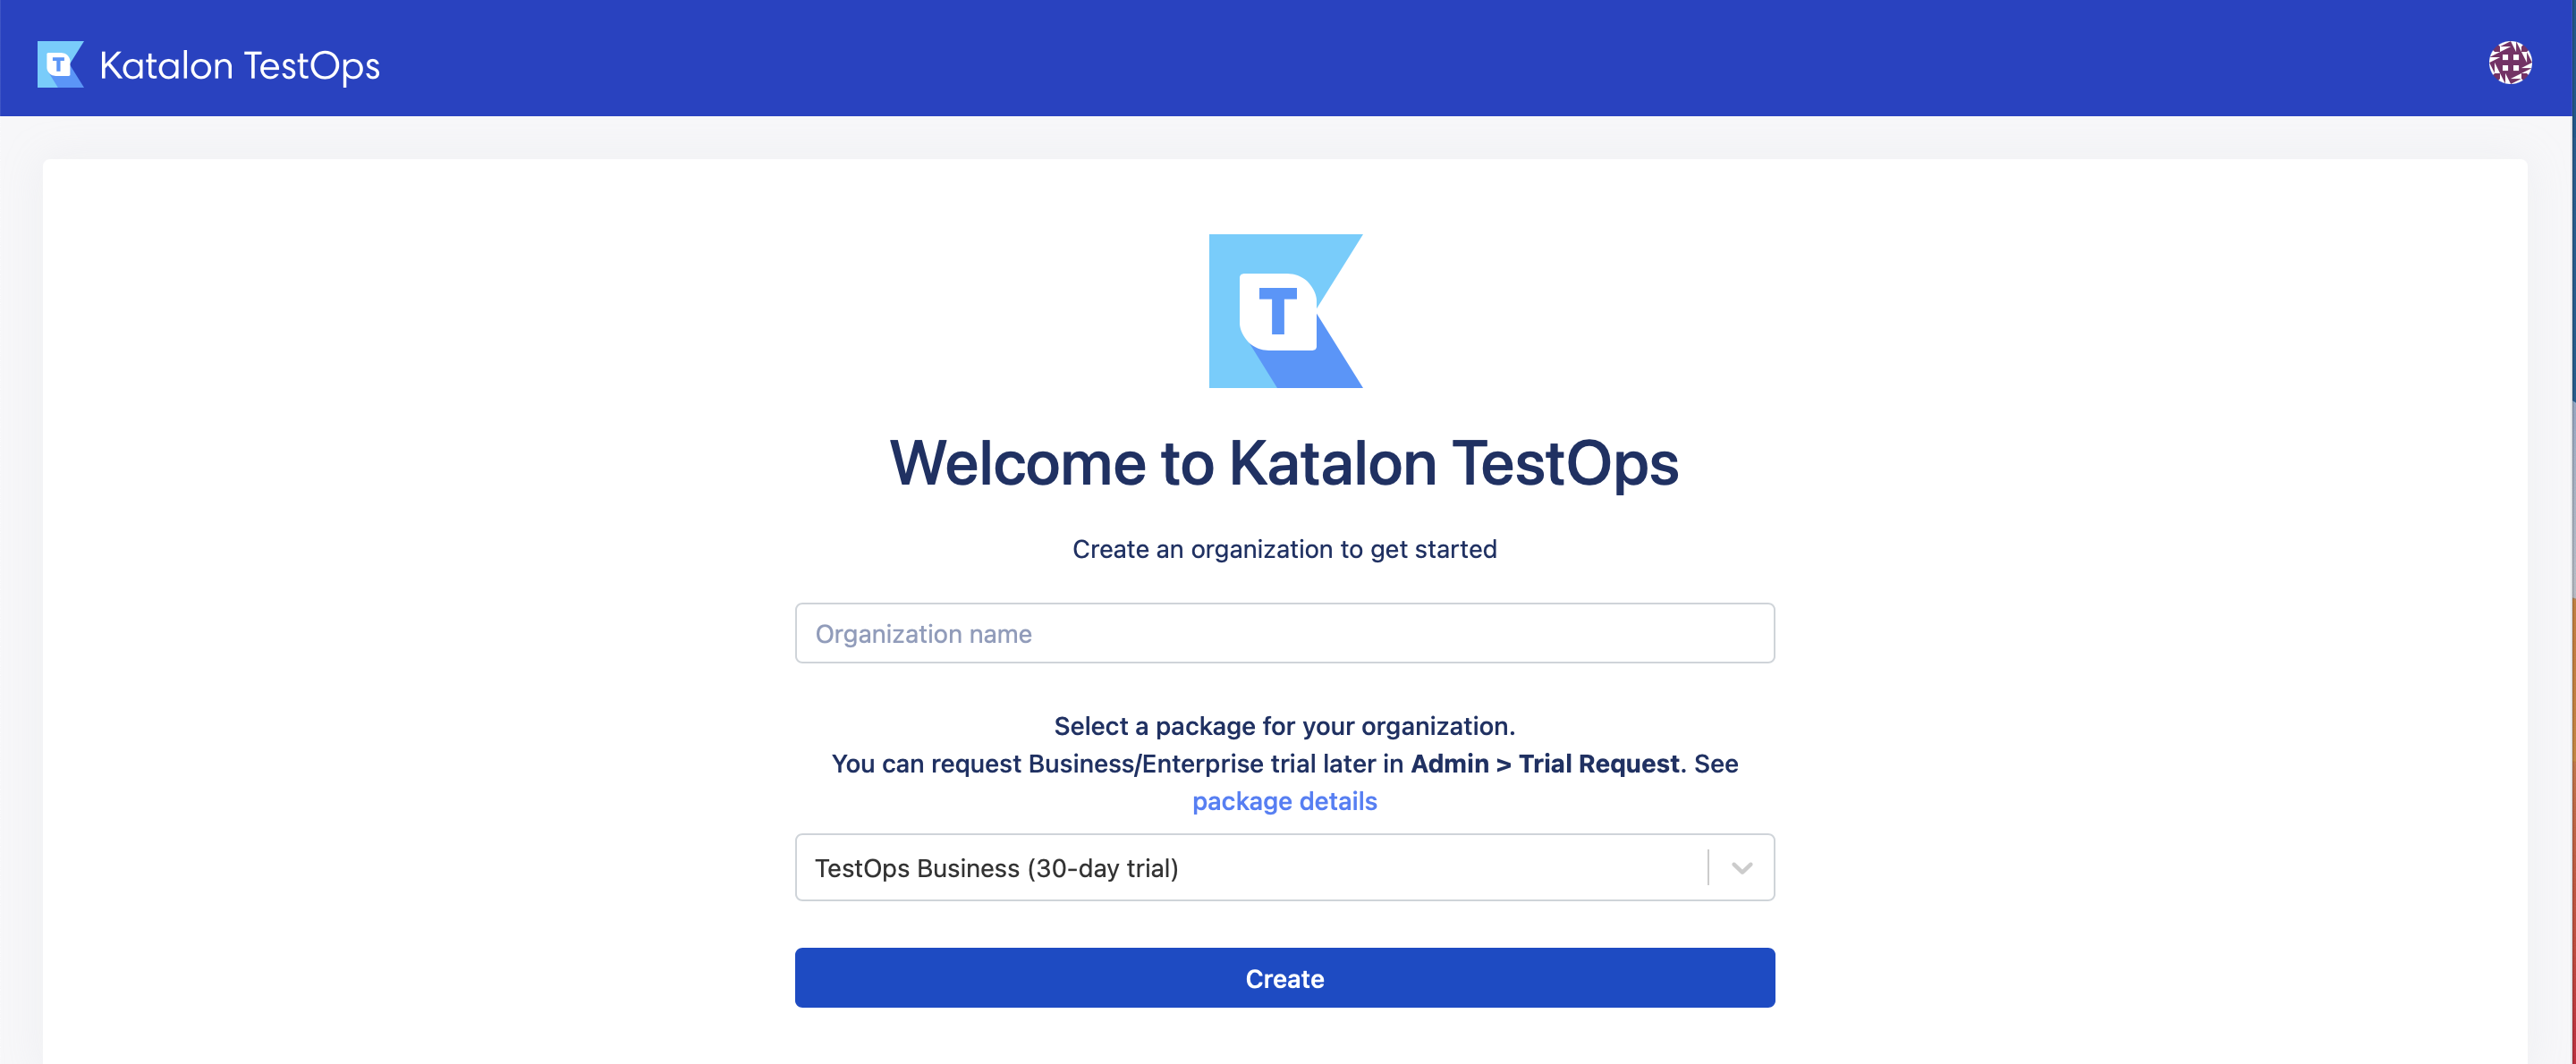 T Katalon TestOps
T
Welcome to Katalon TestOps
Create an organization to get started
Organization name
Select a package for your organization.
You can request Business/Enterprise trial later in Admin > Trial Request. See
package details
TestOps Business (30-day trial)
Create